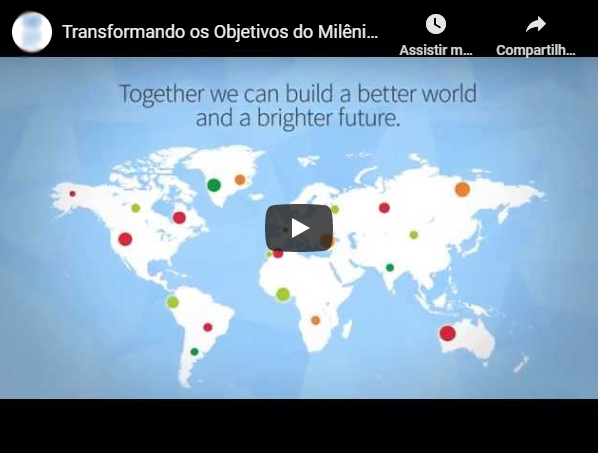 Transformando os Objetivos do Milêni...
Assistir m...
Compartilh...
Together we can build a better world
and a brighter future.